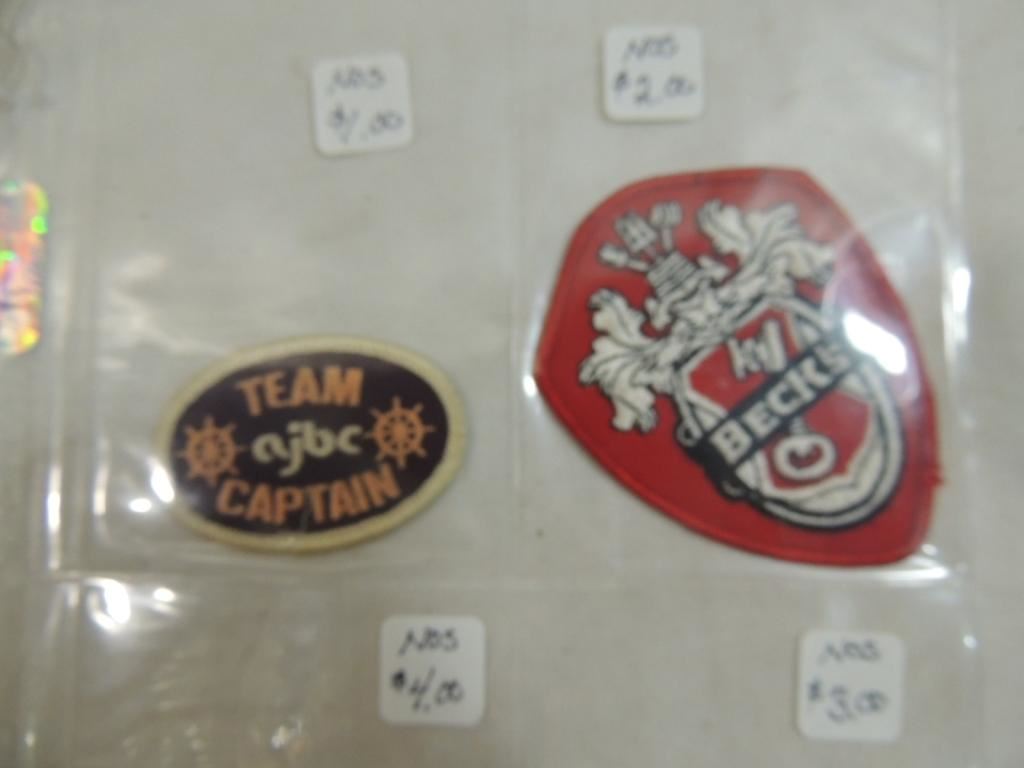 NOS
$1.00
NOS
$2.00
TEAM
ajbc
CAPTAIN
BECK'S
NOS
$4.00
NOS
$3.00